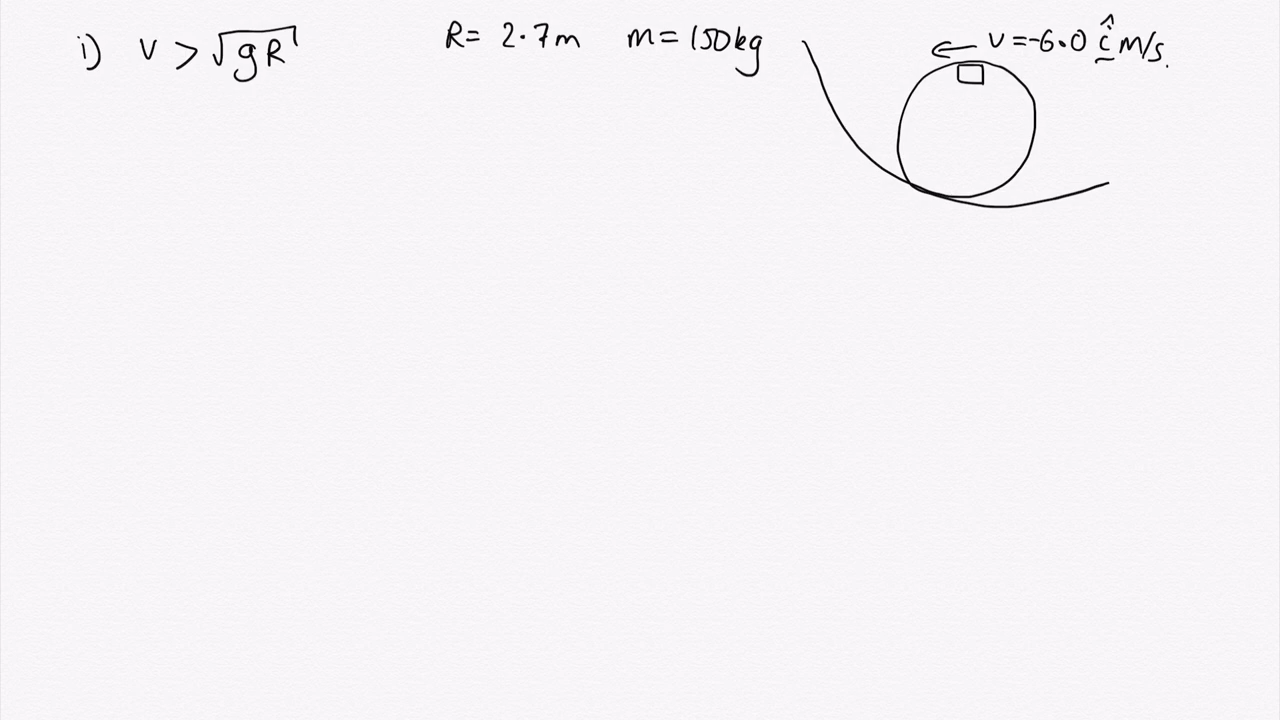 i) v > √gR R = 2.7m m = 150kg v = -6.0 î m/s.